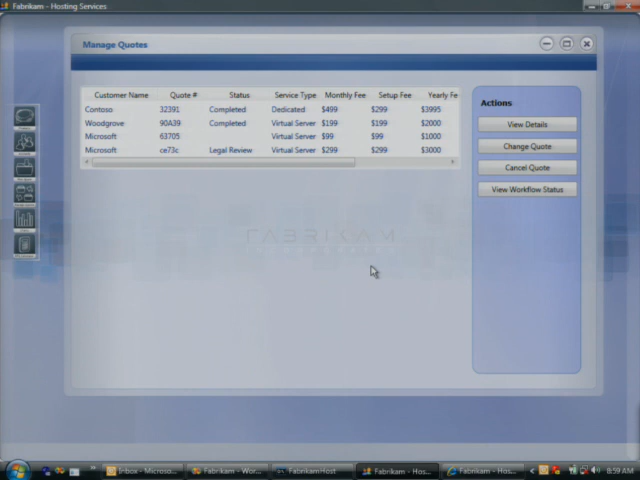 Fabrikam - Hosting Services
Manage Quotes
Customer Name Quote # Status Service Type Monthly Fee Setup Fee Yearly Fe
Contoso 32391 Completed Dedicated $499 $299 $3995
Woodgrove 90A39 Completed Virtual Server $199 $199 $2000
Microsoft 63705 Virtual Server $99 $99 $1000
Microsoft ce73c Legal Review Virtual Server $299 $299 $3000
Actions
View Details
Change Quote
Cancel Quote
View Workflow Status
FABRIKAM
Inbox - Microso... Fabrikam - Wor... FabrikamHost Fabrikam - Hos... Fabrikam - Hos... 8:59 AM